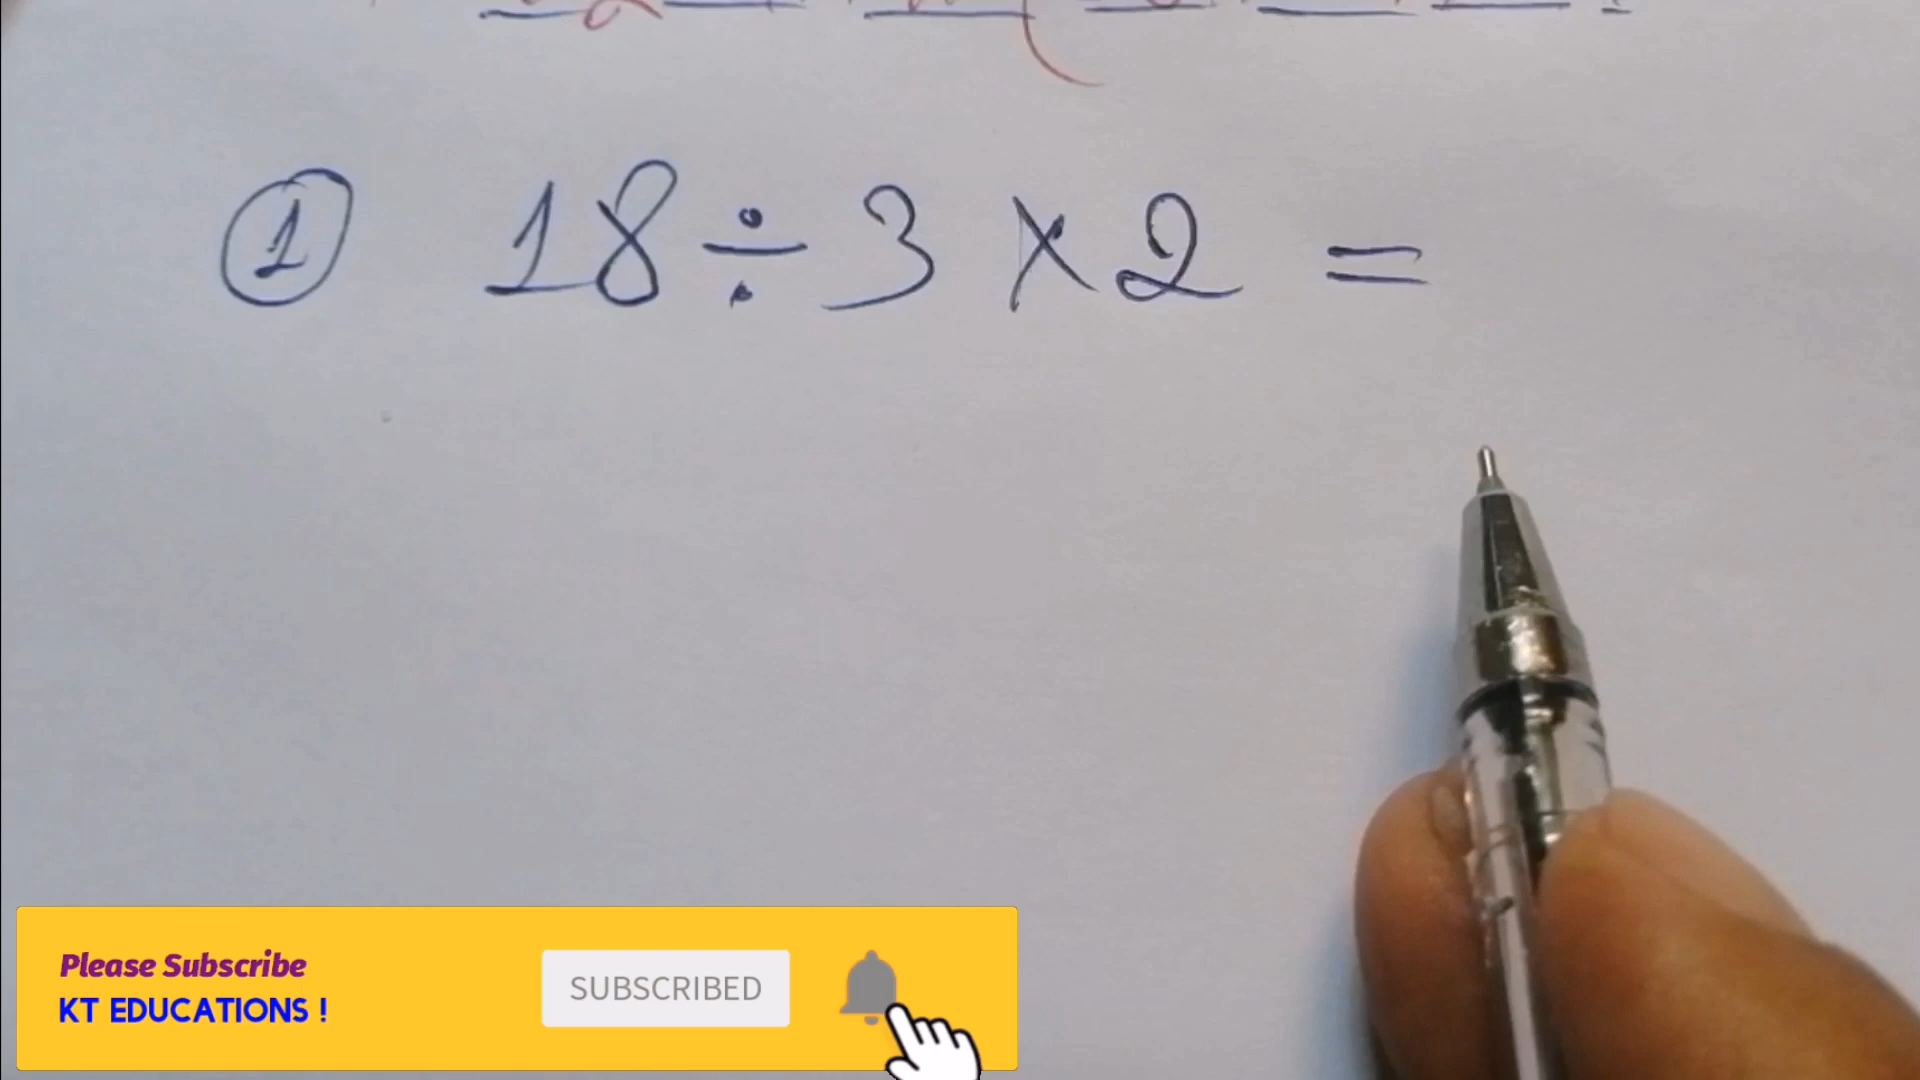 ① 18 ÷ 3 × 2 =
Please Subscribe
KT EDUCATIONS !
SUBSCRIBED